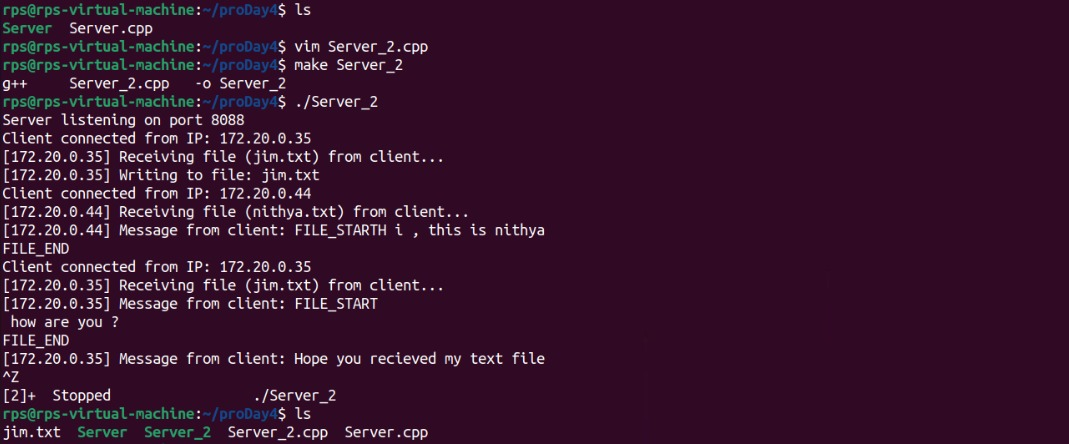 rps@rps-virtual-machine:~/proDay4$ ls
Server  Server.cpp
rps@rps-virtual-machine:~/proDay4$ vim Server_2.cpp
rps@rps-virtual-machine:~/proDay4$ make Server_2
g++     Server_2.cpp   -o Server_2
rps@rps-virtual-machine:~/proDay4$ ./Server_2
Server listening on port 8088
Client connected from IP: 172.20.0.35
[172.20.0.35] Receiving file (jim.txt) from client...
[172.20.0.35] Writing to file: jim.txt
Client connected from IP: 172.20.0.44
[172.20.0.44] Receiving file (nithya.txt) from client...
[172.20.0.44] Message from client: FILE_STARTH i , this is nithya
FILE_END
Client connected from IP: 172.20.0.35
[172.20.0.35] Receiving file (jim.txt) from client...
[172.20.0.35] Message from client: FILE_START
 how are you ?
FILE_END
[172.20.0.35] Message from client: Hope you recieved my text file
^Z
[2]+  Stopped                 ./Server_2
rps@rps-virtual-machine:~/proDay4$ ls
jim.txt  Server  Server_2  Server_2.cpp  Server.cpp